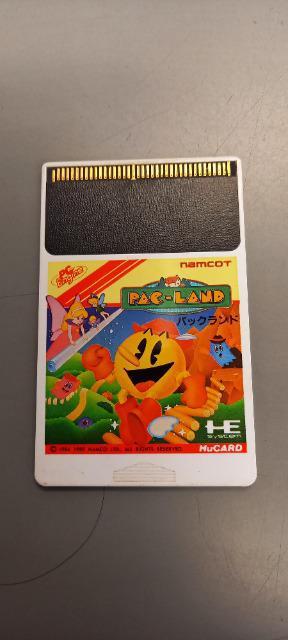 PC Engine
namcot
PAC-LAND
パックランド
HE
SYSTEM
© 1984 1989 NAMCO LTD., ALL RIGHTS RESERVED.
HuCARD